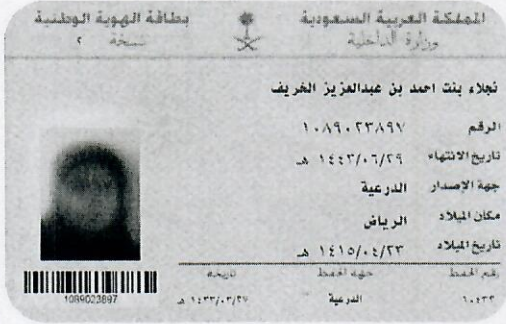 المملكة العربية السعودية
وزارة الداخلية
بطاقة الهوية الوطنية
نسخة ٢
نجلاء بنت احمد بن عبدالعزيز الخريف
الرقم ١٠٨٩٠٢٣٨٩٧
تاريخ الانتهاء ١٤٤٣/٠٦/٢٩ هـ
جهة الإصدار الدرعية
مكان الميلاد الرياض
تاريخ الميلاد ١٤١٥/٠٤/٢٣ هـ
رقم الحفظ جهة الحفظ تاريخه
١٠٤٣٣ الدرعية ١٤٣٣/٠٣/٢٧ هـ
1089023897